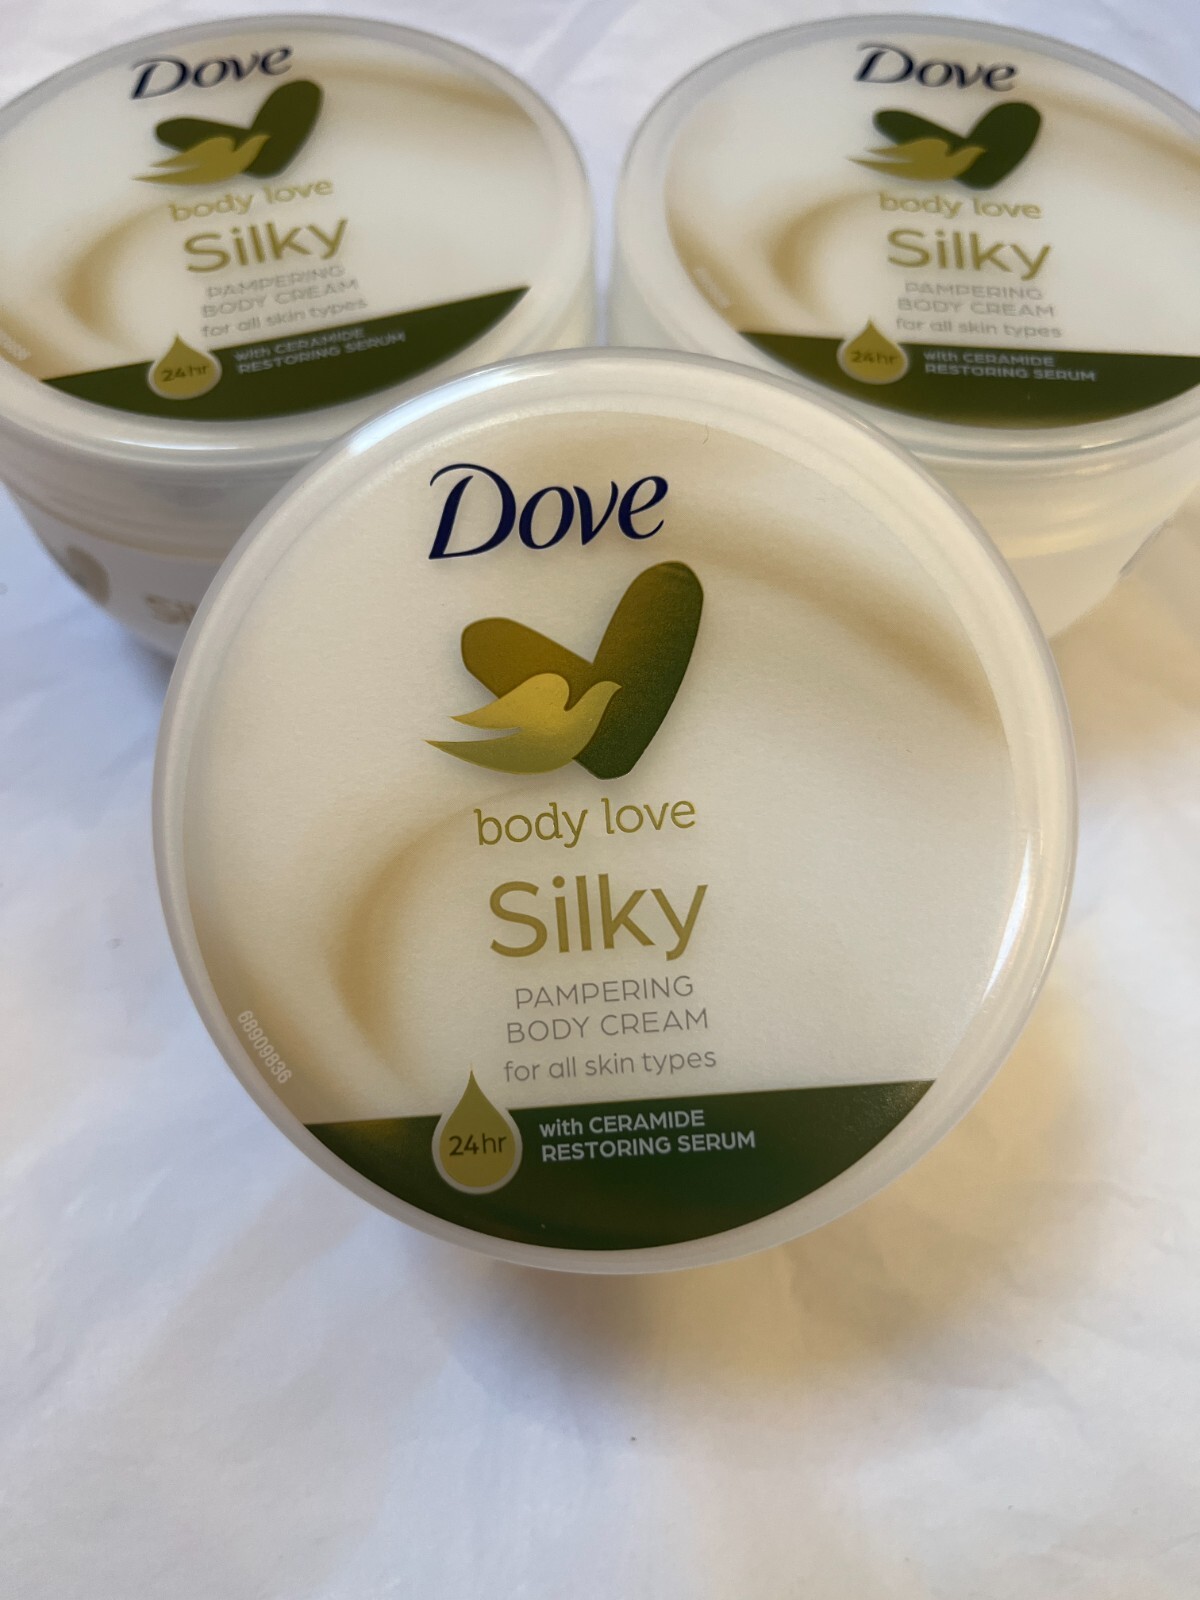 Dove
body love
Silky
PAMPERING
BODY CREAM
for all skin types
24hr
with CERAMIDE
RESTORING SERUM
Dove
body love
Silky
PAMPERING
BODY CREAM
for all skin types
24hr
with CERAMIDE
RESTORING SERUM
Dove
body love
Silky
PAMPERING
BODY CREAM
for all skin types
68909836
24hr
with CERAMIDE
RESTORING SERUM